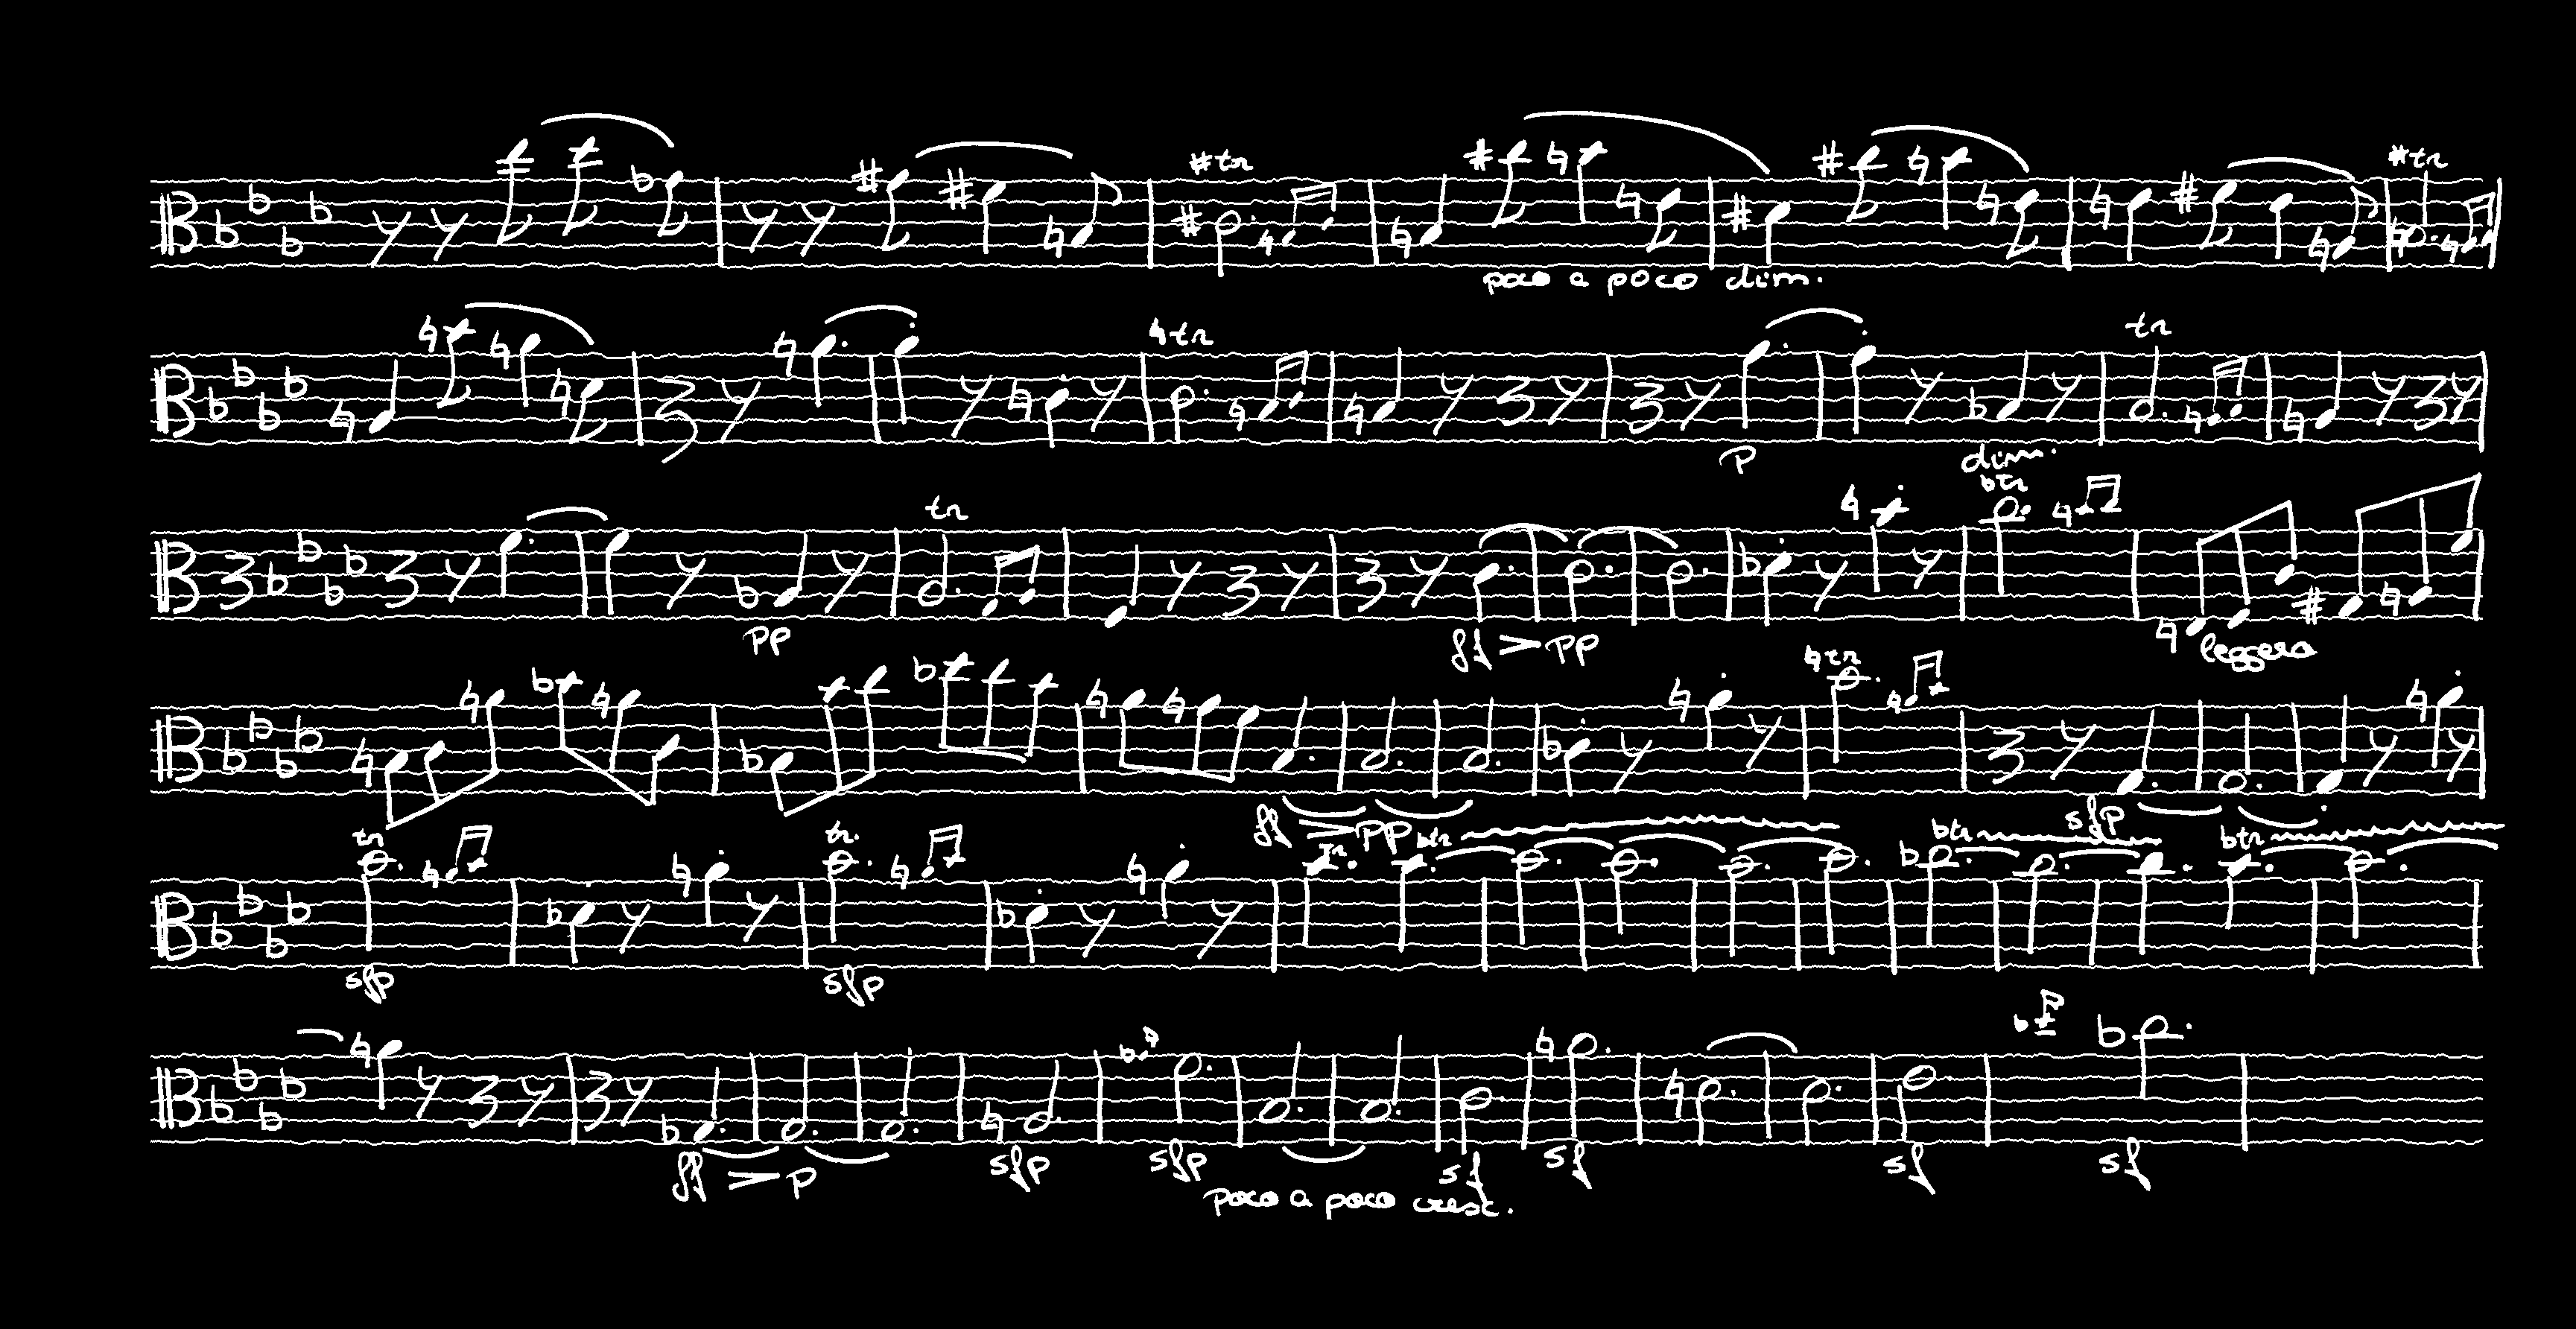 tr
tr
poco a poco dim.
tr
tr
p
dim.
tr
tr
pp
ff > pp
leggero
tr
ff > pp
sfp
tr
tr
tr
tr
tr
tr
sfp
sfp
ff > p
sfp
sfp
sf
sf
sf
sf
poco a poco cresc.